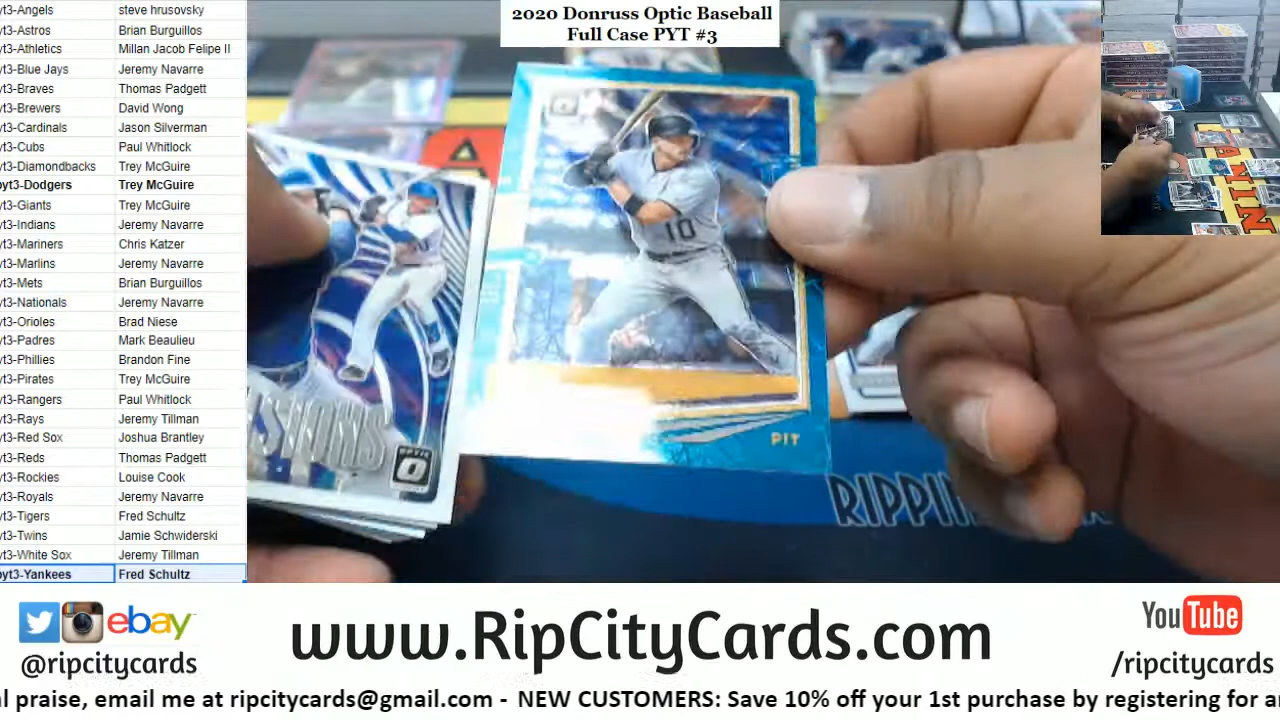 2020 Donruss Optic Baseball
Full Case PYT #3
yt3-Angels steve hrusovsky
yt3-Astros Brian Burguillos
yt3-Athletics Millan Jacob Felipe II
yt3-Blue Jays Jeremy Navarre
yt3-Braves Thomas Padgett
yt3-Brewers David Wong
yt3-Cardinals Jason Silverman
yt3-Cubs Paul Whitlock
yt3-Diamondbacks Trey McGuire
pyt3-Dodgers Trey McGuire
yt3-Giants Trey McGuire
yt3-Indians Jeremy Navarre
yt3-Mariners Chris Katzer
yt3-Marlins Jeremy Navarre
yt3-Mets Brian Burguillos
yt3-Nationals Jeremy Navarre
yt3-Orioles Brad Niese
yt3-Padres Mark Beaulieu
yt3-Phillies Brandon Fine
yt3-Pirates Trey McGuire
yt3-Rangers Paul Whitlock
yt3-Rays Jeremy Tillman
yt3-Red Sox Joshua Brantley
yt3-Reds Thomas Padgett
yt3-Rockies Louise Cook
yt3-Royals Jeremy Navarre
yt3-Tigers Fred Schultz
yt3-Twins Jamie Schwiderski
yt3-White Sox Jeremy Tillman
pyt3-Yankees Fred Schultz
10
PIT
OPTIC
RIPPIN
ebay
@ripcitycards
www.RipCityCards.com
YouTube
/ripcitycards
al praise, email me at ripcitycards@gmail.com - NEW CUSTOMERS: Save 10% off your 1st purchase by registering for an